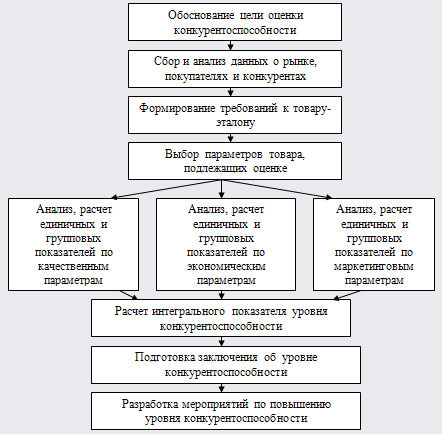 Обоснование цели оценки
конкурентоспособности
Сбор и анализ данных о рынке,
покупателях и конкурентах
Формирование требований к товару-
эталону
Выбор параметров товара,
подлежащих оценке
Анализ, расчет
единичных и
групповых
показателей по
качественным
параметрам
Анализ, расчет
единичных и
групповых
показателей по
экономическим
параметрам
Анализ, расчет
единичных и
групповых
показателей по
маркетинговым
параметрам
Расчет интегрального показателя уровня
конкурентоспособности
Подготовка заключения об уровне
конкурентоспособности
Разработка мероприятий по повышению
уровня конкурентоспособности